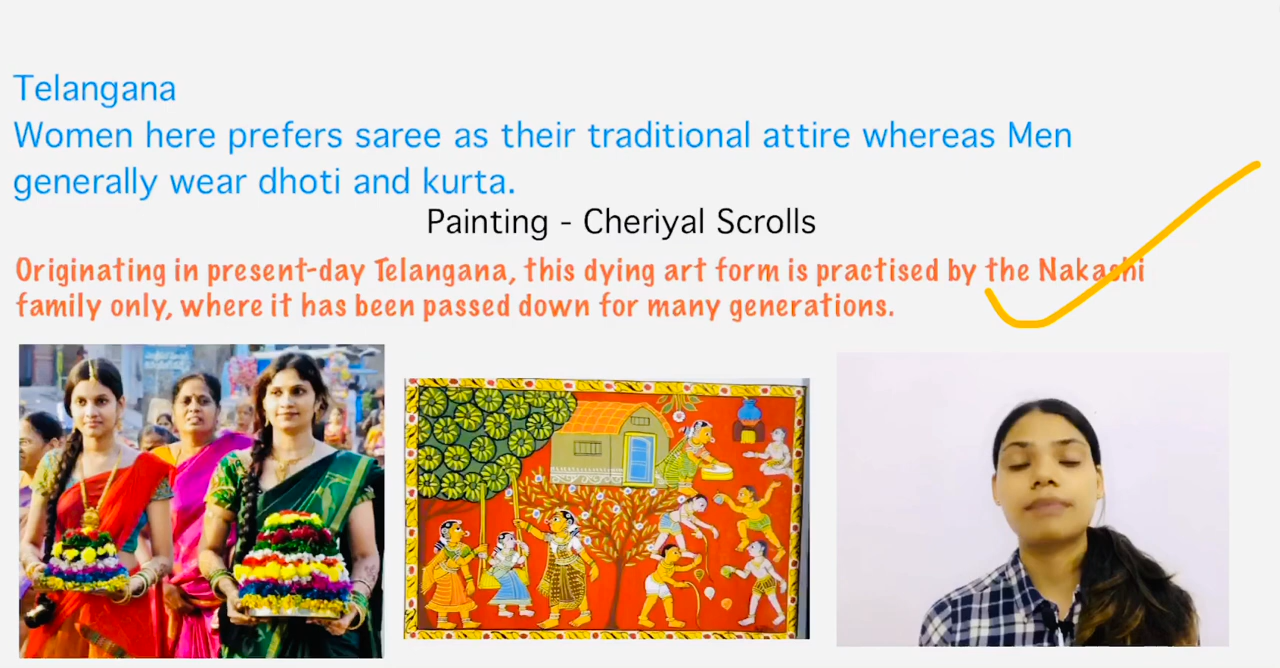 Telangana
Women here prefers saree as their traditional attire whereas Men
generally wear dhoti and kurta.
Painting - Cheriyal Scrolls
Originating in present-day Telangana, this dying art form is practised by the Nakashi
family only, where it has been passed down for many generations.